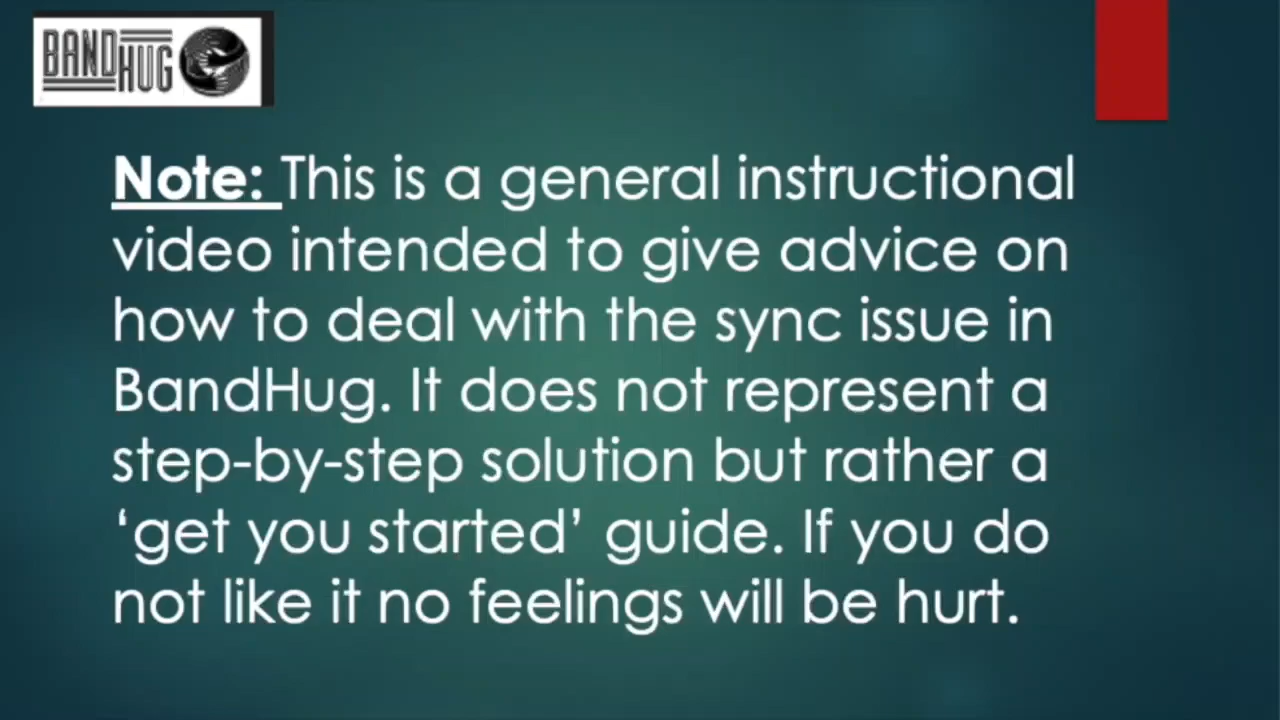 BANDHUG
Note: This is a general instructional
video intended to give advice on
how to deal with the sync issue in
BandHug. It does not represent a
step-by-step solution but rather a
‘get you started’ guide. If you do
not like it no feelings will be hurt.